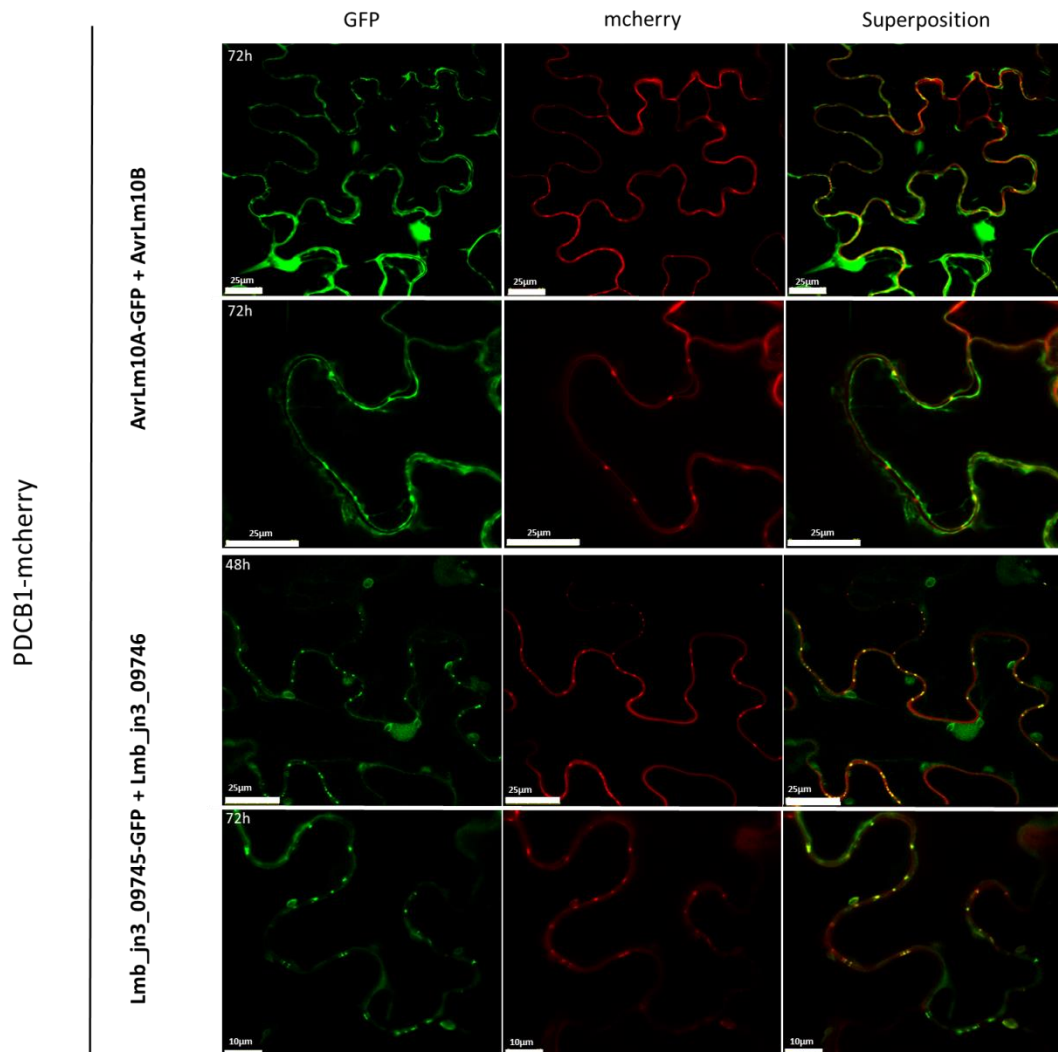 GFP mcherry Superposition
PDCB1-mcherry
AvrLm10A-GFP + AvrLm10B
72h
25µm 25µm 25µm
72h
25µm 25µm 25µm
Lmb_jn3_09745-GFP + Lmb_jn3_09746
48h
25µm 25µm 25µm
72h
10µm 10µm 10µm